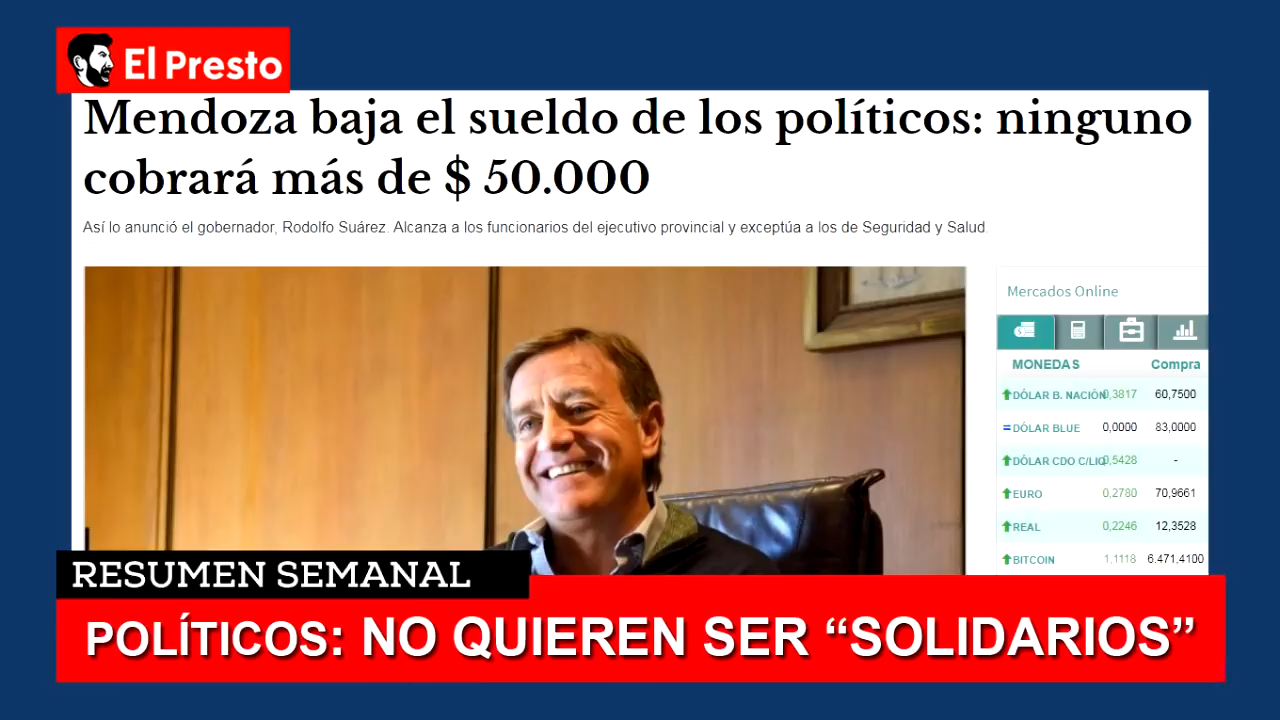 El Presto
Mendoza baja el sueldo de los políticos: ninguno
cobrará más de $ 50.000
Así lo anunció el gobernador, Rodolfo Suárez. Alcanza a los funcionarios del ejecutivo provincial y exceptúa a los de Seguridad y Salud.
Mercados Online
MONEDAS Compra
DÓLAR B. NACIÓN 0,3817 60,7500
DÓLAR BLUE 0,0000 83,0000
DÓLAR CDO C/LIQ 0,5428 -
EURO 0,2780 70,9661
REAL 0,2246 12,3528
BITCOIN 1,1118 6.471,4100
RESUMEN SEMANAL
POLÍTICOS: NO QUIEREN SER “SOLIDARIOS”